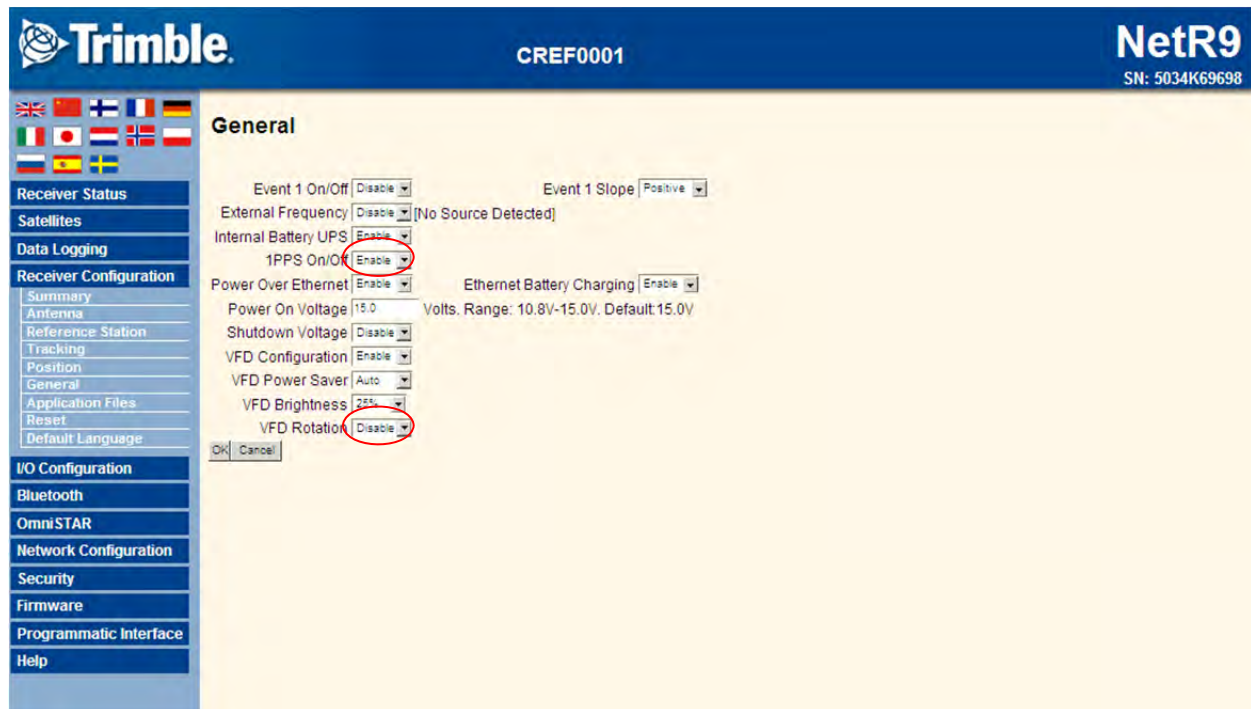 Trimble.
CREF0001
NetR9
SN: 5034K69698
Receiver Status
Satellites
Data Logging
Receiver Configuration
Summary
Antenna
Reference Station
Tracking
Position
General
Application Files
Reset
Default Language
I/O Configuration
Bluetooth
OmniSTAR
Network Configuration
Security
Firmware
Programmatic Interface
Help
General
Event 1 On/Off Disable Event 1 Slope Positive
External Frequency Disable [No Source Detected]
Internal Battery UPS Enable
1PPS On/Off Enable
Power Over Ethernet Enable Ethernet Battery Charging Enable
Power On Voltage 15.0 Volts. Range: 10.8V-15.0V. Default:15.0V
Shutdown Voltage Disable
VFD Configuration Enable
VFD Power Saver Auto
VFD Brightness 25%
VFD Rotation Disable
OK Cancel